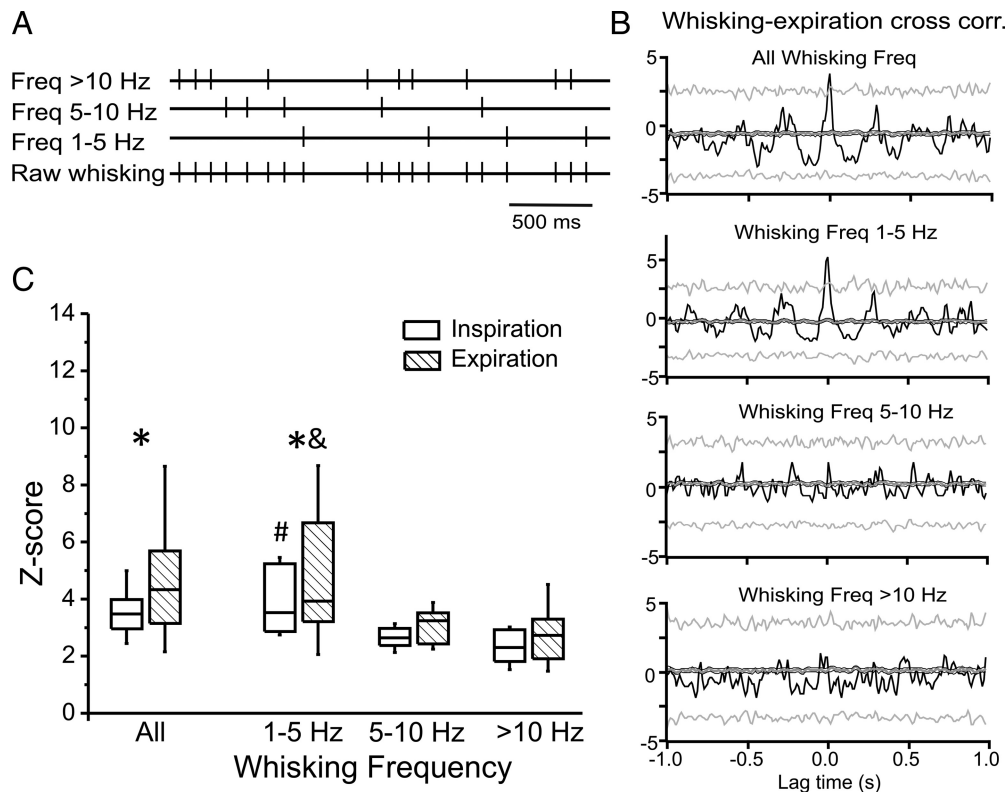 A
Freq >10 Hz
Freq 5-10 Hz
Freq 1-5 Hz
Raw whisking
500 ms
B
Whisking-expiration cross corr.
All Whisking Freq
5
0
-5
Whisking Freq 1-5 Hz
5
0
-5
Whisking Freq 5-10 Hz
5
0
-5
Whisking Freq >10 Hz
5
0
-5
-1.0 -0.5 0.0 0.5 1.0
Lag time (s)
C
Z-score
14
12
10
8
6
4
2
0
Inspiration
Expiration
*
*&
#
All 1-5 Hz 5-10 Hz >10 Hz
Whisking Frequency